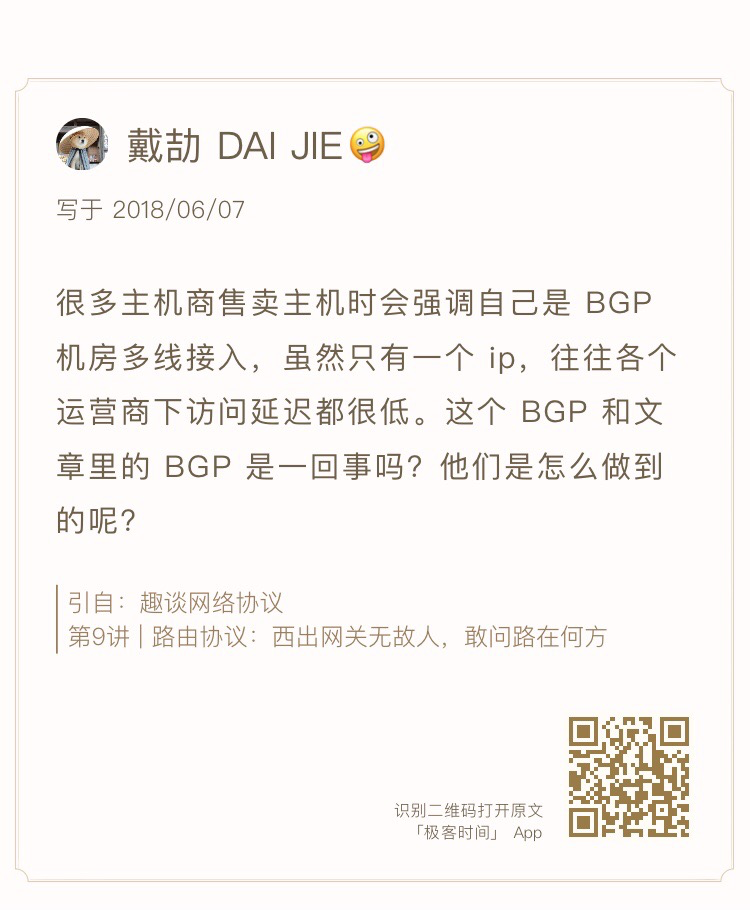 戴劼 DAI JIE🤪
写于 2018/06/07
很多主机商售卖主机时会强调自己是 BGP
机房多线接入，虽然只有一个 ip，往往各个
运营商下访问延迟都很低。这个 BGP 和文
章里的 BGP 是一回事吗？他们是怎么做到
的呢？
引自：趣谈网络协议
第9讲 | 路由协议：西出网关无故人，敢问路在何方
识别二维码打开原文
「极客时间」 App